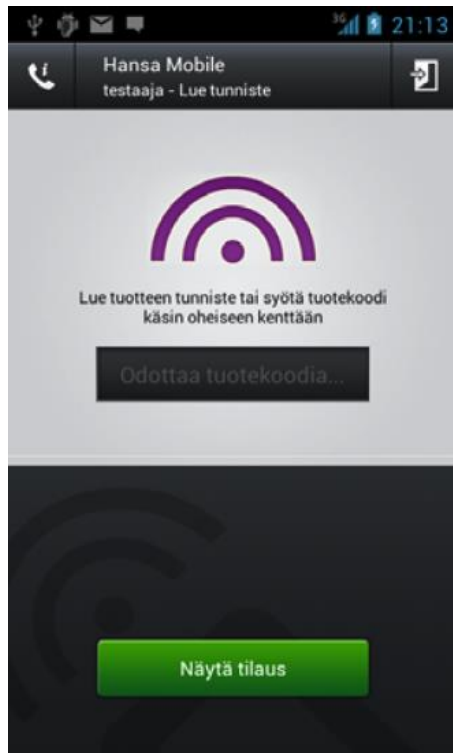 3G 21:13
Hansa Mobile
testaaja - Lue tunniste
Lue tuotteen tunniste tai syötä tuotekoodi
käsin oheiseen kenttään
Odottaa tuotekoodia...
Näytä tilaus